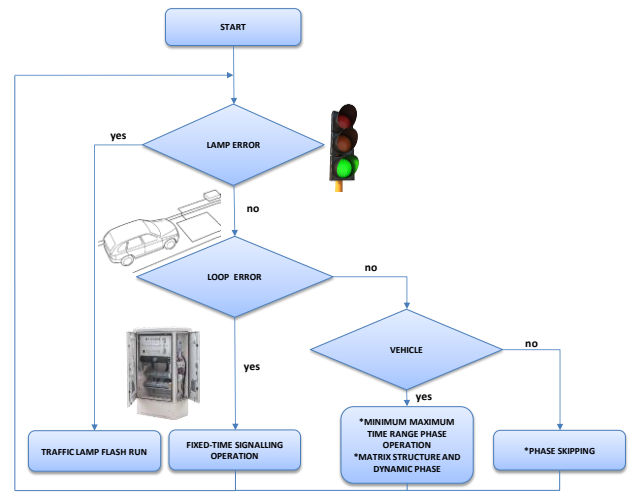 START
LAMP ERROR
yes
no
LOOP ERROR
no
yes
VEHICLE
no
yes
TRAFFIC LAMP FLASH RUN
FIXED-TIME SIGNALLING
OPERATION
*MINIMUM MAXIMUM
TIME RANGE PHASE
OPERATION
*MATRIX STRUCTURE AND
DYNAMIC PHASE
*PHASE SKIPPING